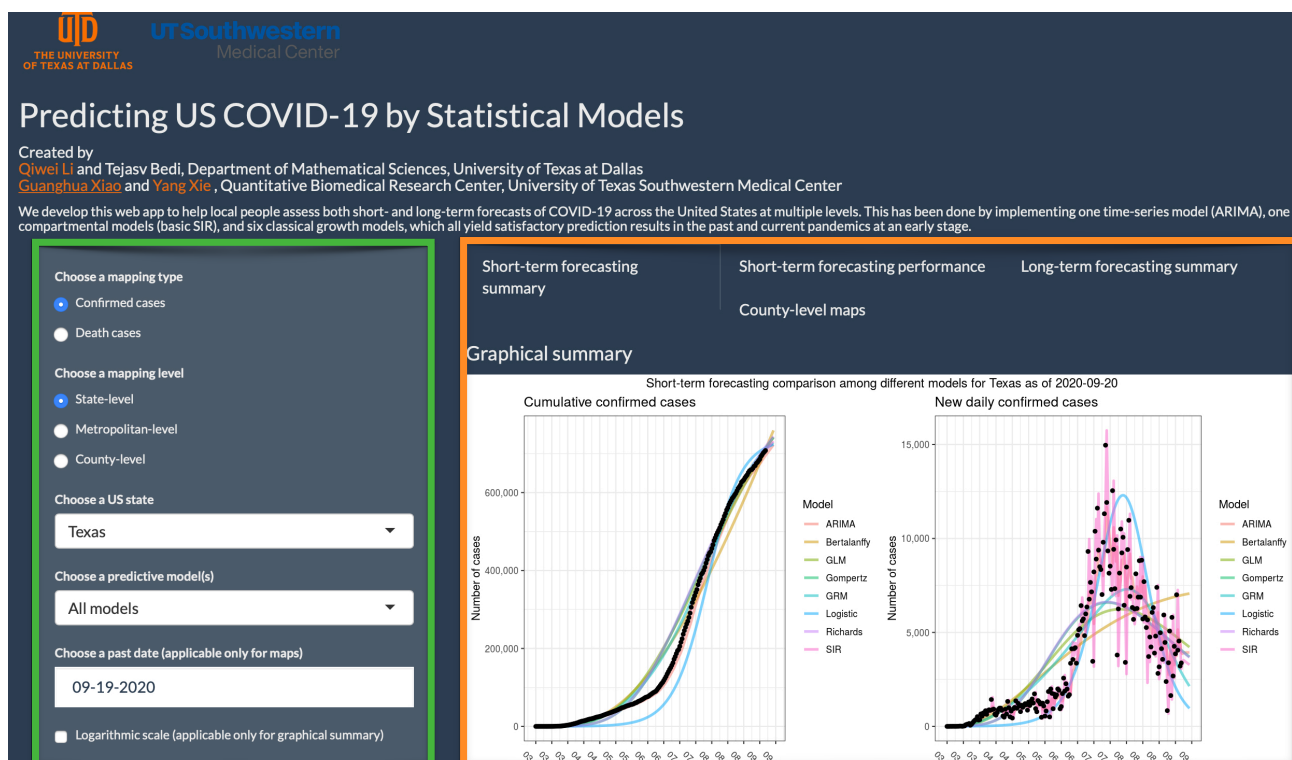 UTD
THE UNIVERSITY
OF TEXAS AT DALLAS
UTSouthwestern
Medical Center
Predicting US COVID-19 by Statistical Models
Created by
Qiwei Li and Tejasv Bedi, Department of Mathematical Sciences, University of Texas at Dallas
Guanghua Xiao and Yang Xie , Quantitative Biomedical Research Center, University of Texas Southwestern Medical Center
We develop this web app to help local people assess both short- and long-term forecasts of COVID-19 across the United States at multiple levels. This has been done by implementing one time-series model (ARIMA), one
compartmental models (basic SIR), and six classical growth models, which all yield satisfactory prediction results in the past and current pandemics at an early stage.
Choose a mapping type
Confirmed cases
Death cases
Choose a mapping level
State-level
Metropolitan-level
County-level
Choose a US state
Texas
Choose a predictive model(s)
All models
Choose a past date (applicable only for maps)
09-19-2020
Logarithmic scale (applicable only for graphical summary)
Short-term forecasting
summary
Short-term forecasting performance
Long-term forecasting summary
County-level maps
Graphical summary
Short-term forecasting comparison among different models for Texas as of 2020-09-20
Cumulative confirmed cases
Number of cases
600,000
400,000
200,000
0
Model
ARIMA
Bertalanffy
GLM
Gompertz
GRM
Logistic
Richards
SIR
New daily confirmed cases
Number of cases
15,000
10,000
5,000
0
Model
ARIMA
Bertalanffy
GLM
Gompertz
GRM
Logistic
Richards
SIR